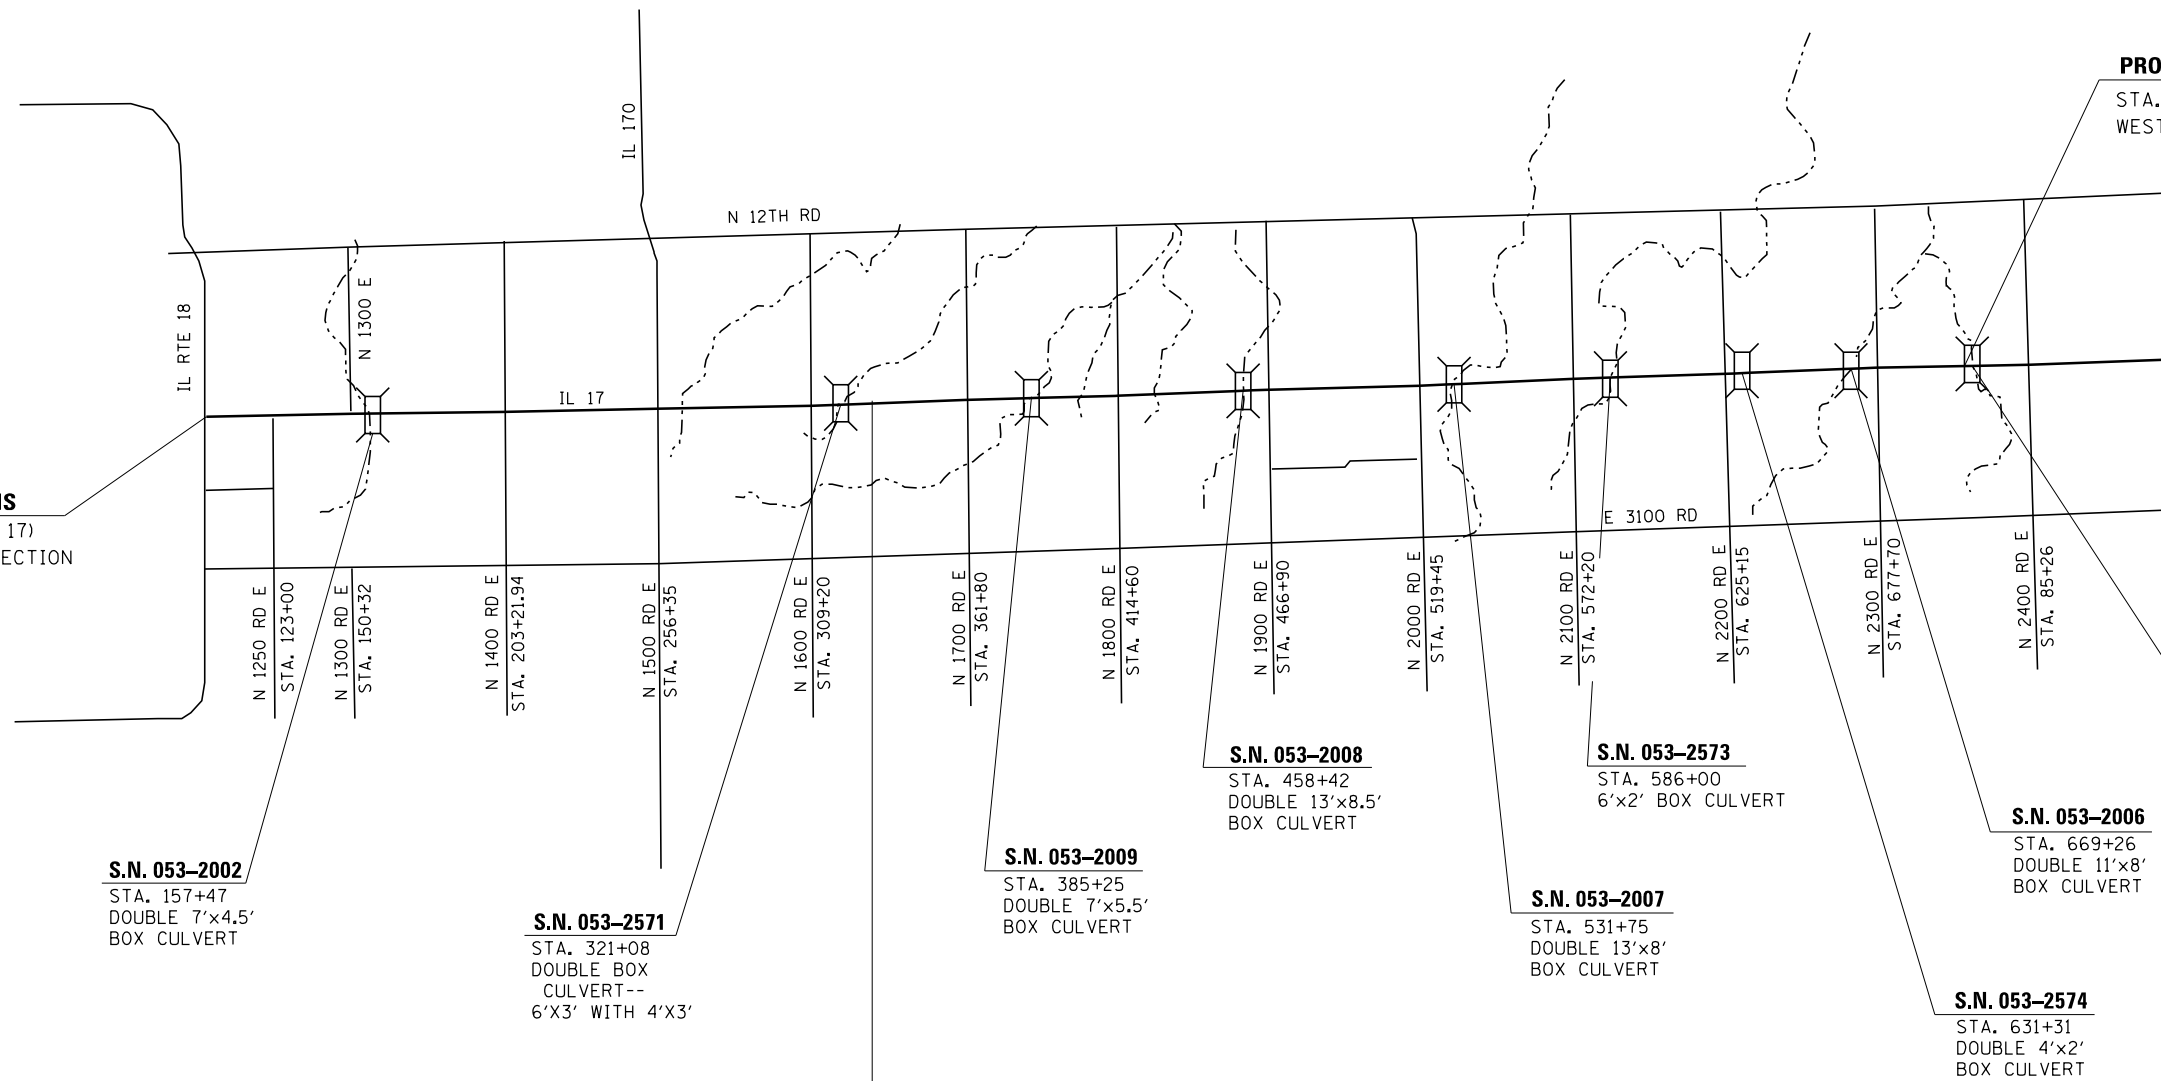 PRO
STA.
WEST
IL 170
N 12TH RD
IL RTE 18
N 1300 E
IL 17
IS
17)
ECTION
E 3100 RD
N 1250 RD E
STA. 123+00
N 1300 RD E
STA. 150+32
N 1400 RD E
STA. 203+21.94
N 1500 RD E
STA. 256+35
N 1600 RD E
STA. 309+20
N 1700 RD E
STA. 361+80
N 1800 RD E
STA. 414+60
N 1900 RD E
STA. 466+90
N 2000 RD E
STA. 519+45
N 2100 RD E
STA. 572+20
N 2200 RD E
STA. 625+15
N 2300 RD E
STA. 677+70
N 2400 RD E
STA. 85+26
S.N. 053–2002
STA. 157+47
DOUBLE 7'x4.5'
BOX CULVERT
S.N. 053–2571
STA. 321+08
DOUBLE BOX
CULVERT--
6'X3' WITH 4'X3'
S.N. 053–2009
STA. 385+25
DOUBLE 7'x5.5'
BOX CULVERT
S.N. 053–2008
STA. 458+42
DOUBLE 13'x8.5'
BOX CULVERT
S.N. 053–2007
STA. 531+75
DOUBLE 13'x8'
BOX CULVERT
S.N. 053–2573
STA. 586+00
6'x2' BOX CULVERT
S.N. 053–2574
STA. 631+31
DOUBLE 4'x2'
BOX CULVERT
S.N. 053–2006
STA. 669+26
DOUBLE 11'x8'
BOX CULVERT